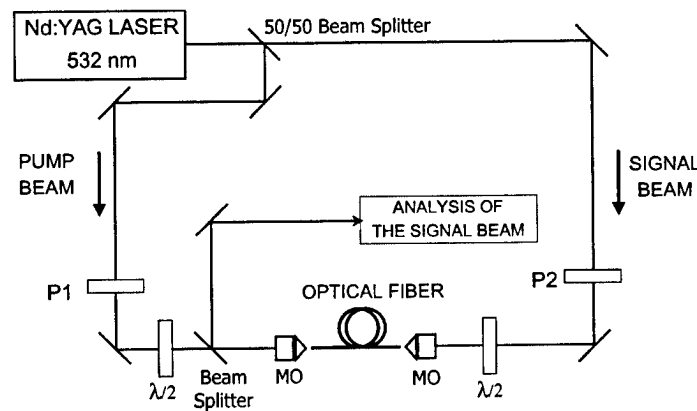 Nd:YAG LASER
532 nm
50/50 Beam Splitter
PUMP
BEAM
SIGNAL
BEAM
ANALYSIS OF
THE SIGNAL BEAM
P1
OPTICAL FIBER
P2
λ/2
Beam
Splitter
MO
MO
λ/2